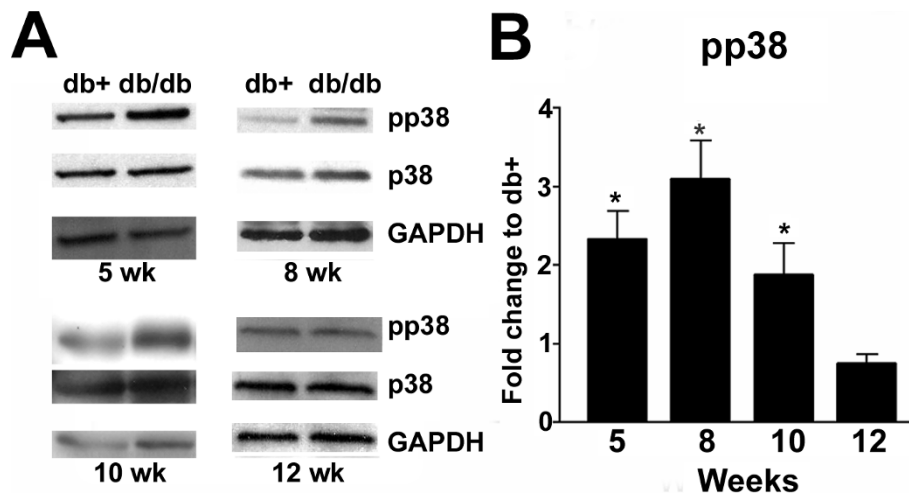 A
db+ db/db
db+ db/db
pp38
p38
GAPDH
5 wk
8 wk
pp38
p38
GAPDH
10 wk
12 wk
B
pp38
Fold change to db+
4
*
3
*
*
2
1
0
5 8 10 12
Weeks